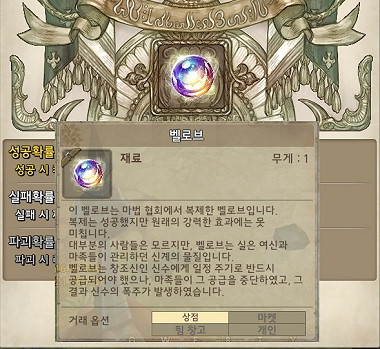 벨로브
재료
무게 : 1
성공확률
성공 시
실패확률
실패 시
파괴확률
파괴 시
이 벨로브는 마법 협회에서 복제한 벨로브입니다.
복제는 성공했지만 원래의 강력한 효과에는 못
미칩니다.
대부분의 사람들은 모르지만, 벨로브는 실은 여신과
마족들이 관리하던 신계의 물질입니다.
벨로브는 창조신인 신수에게 일정 주기로 반드시
공급되어야 했으나, 마족들이 그 공급을 중단하였고, 그
결과 신수의 폭주가 발생하였습니다.
거래 옵션
상점
마켓
팀 창고
개인